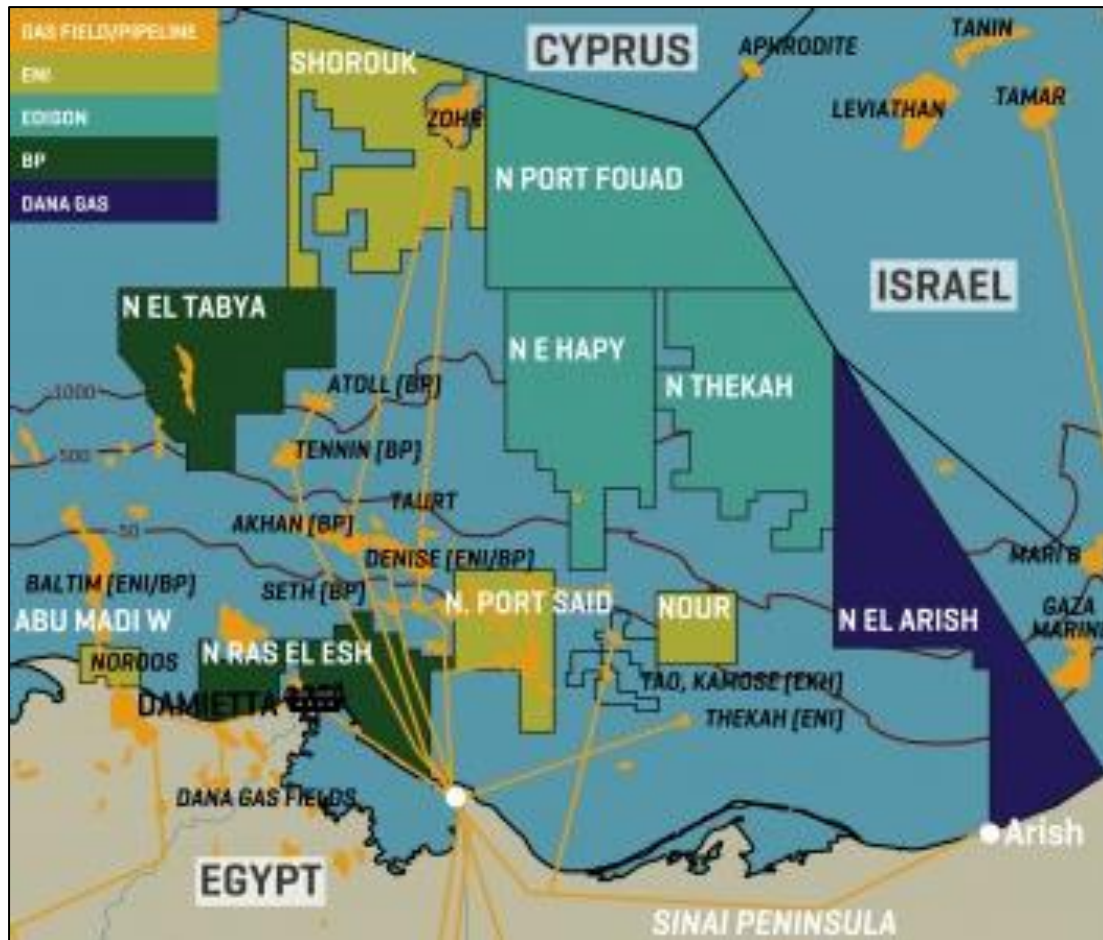 GAS FIELD/PIPELINE
ENI
EDISON
BP
DANA GAS
SHOROUK
ZOHR
CYPRUS
APHRODITE
TANIN
LEVIATHAN
TAMAR
N PORT FOUAD
ISRAEL
N EL TABYA
N E HAPY
N THEKAH
1000
ATOLL [BP]
500
TENNIN [BP]
TAURT
50
AKHAN [BP]
DENISE [ENI/BP]
MARI B
BALTIM [ENI/BP]
SETH [BP]
N. PORT SAID
NOUR
N EL ARISH
GAZA
MARINE
ABU MADI W
NOROOS
N RAS EL ESH
TAO, KAMOSE [EKH]
DAMIETTA
THEKAH [ENI]
DANA GAS FIELDS
Arish
EGYPT
SINAI PENINSULA